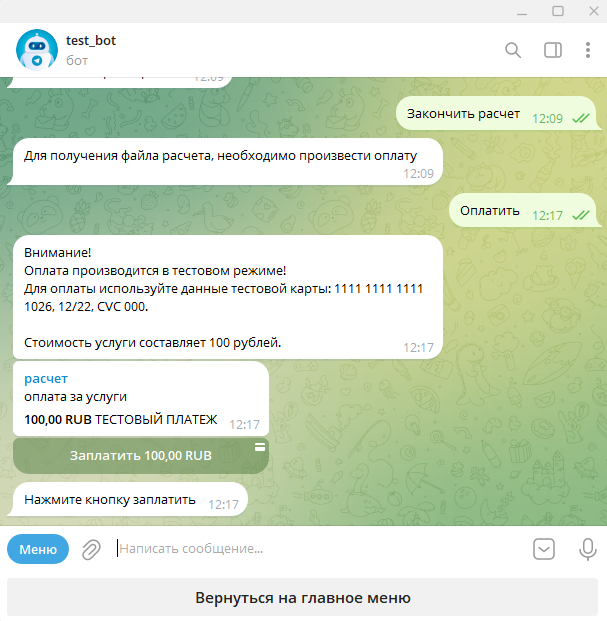 test_bot
бот
12:09
Закончить расчет 12:09
Для получения файла расчета, необходимо произвести оплату
12:09
Оплатить 12:17
Внимание!
Оплата производится в тестовом режиме!
Для оплаты используйте данные тестовой карты: 1111 1111 1111
1026, 12/22, CVC 000.
Стоимость услуги составляет 100 рублей.
12:17
расчет
оплата за услуги
100,00 RUB ТЕСТОВЫЙ ПЛАТЕЖ 12:17
Заплатить 100,00 RUB
Нажмите кнопку заплатить 12:17
Меню
Написать сообщение...
Вернуться на главное меню